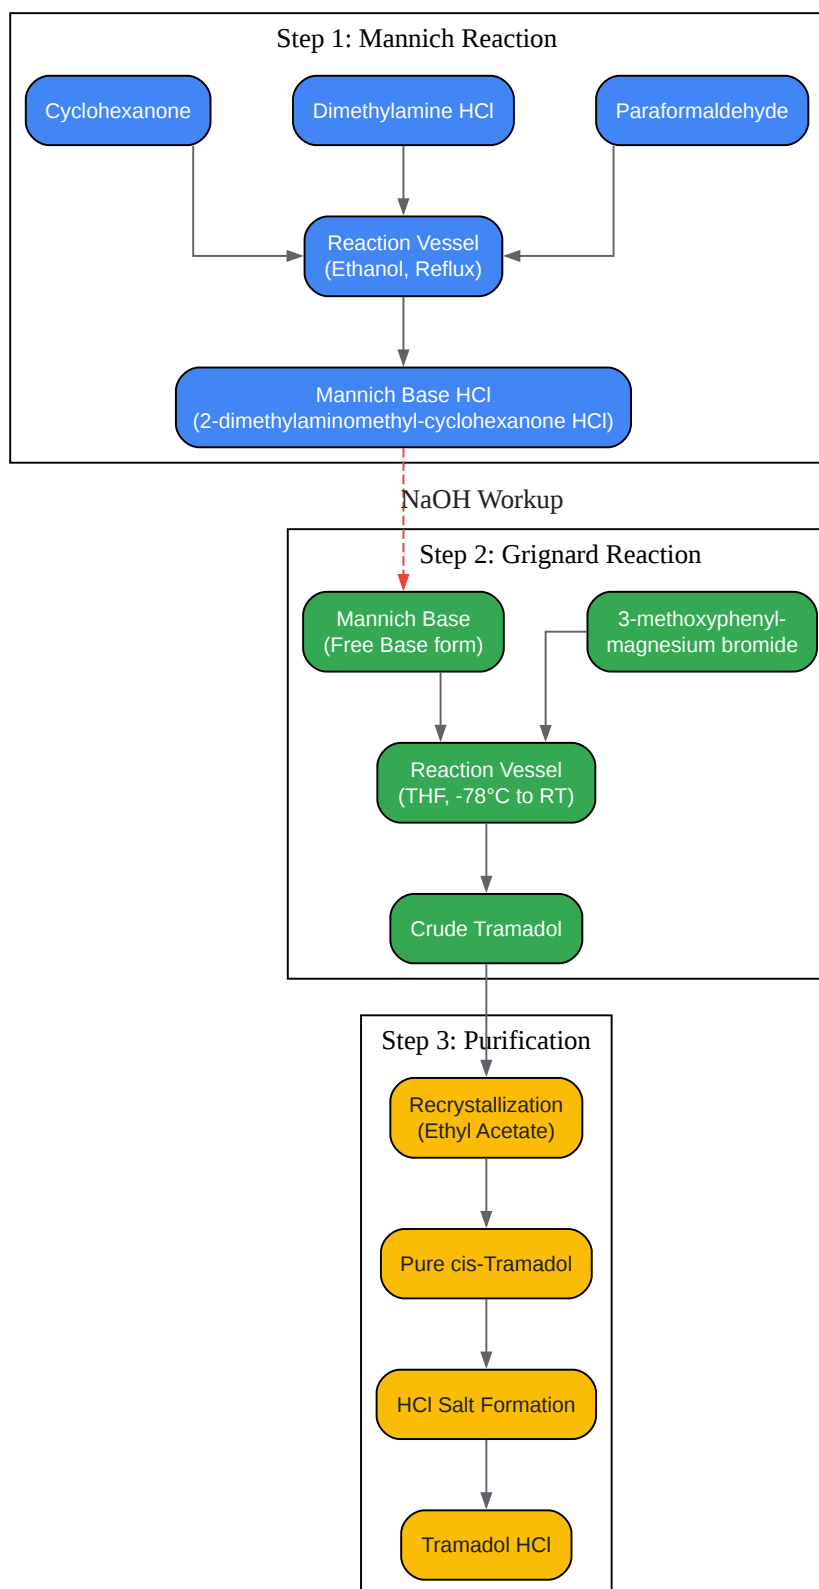 Step 1: Mannich Reaction
Cyclohexanone
Dimethylamine HCl
Paraformaldehyde
Reaction Vessel
(Ethanol, Reflux)
Mannich Base HCl
(2-dimethylaminomethyl-cyclohexanone HCl)
NaOH Workup
Step 2: Grignard Reaction
Mannich Base
(Free Base form)
3-methoxyphenyl-
magnesium bromide
Reaction Vessel
(THF, -78°C to RT)
Crude Tramadol
Step 3: Purification
Recrystallization
(Ethyl Acetate)
Pure cis-Tramadol
HCl Salt Formation
Tramadol HCl